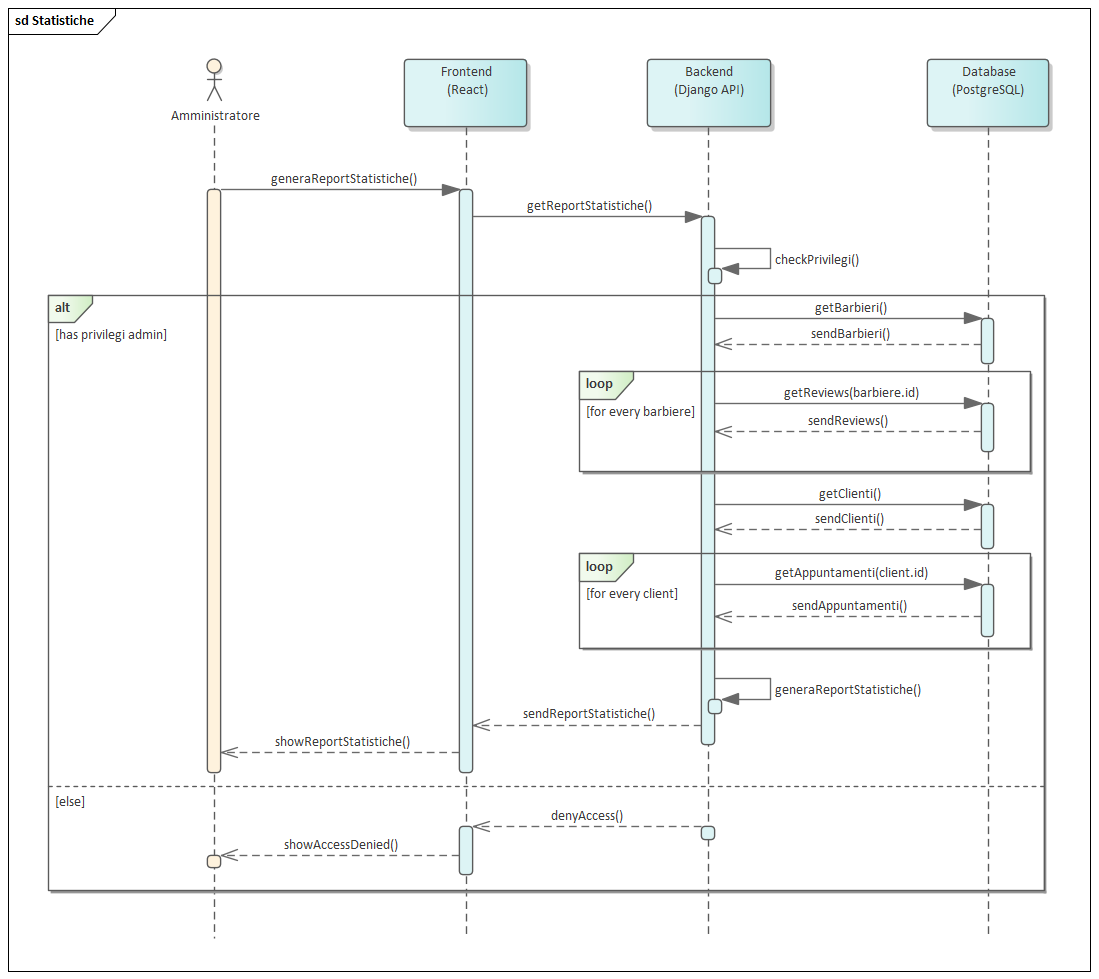 sd Statistiche
Amministratore
Frontend
(React)
Backend
(Django API)
Database
(PostgreSQL)
generaReportStatistiche()
getReportStatistiche()
checkPrivilegi()
alt
[has privilegi admin]
getBarbieri()
sendBarbieri()
loop
[for every barbiere]
getReviews(barbiere.id)
sendReviews()
getClienti()
sendClienti()
loop
[for every client]
getAppuntamenti(client.id)
sendAppuntamenti()
generaReportStatistiche()
sendReportStatistiche()
showReportStatistiche()
[else]
denyAccess()
showAccessDenied()